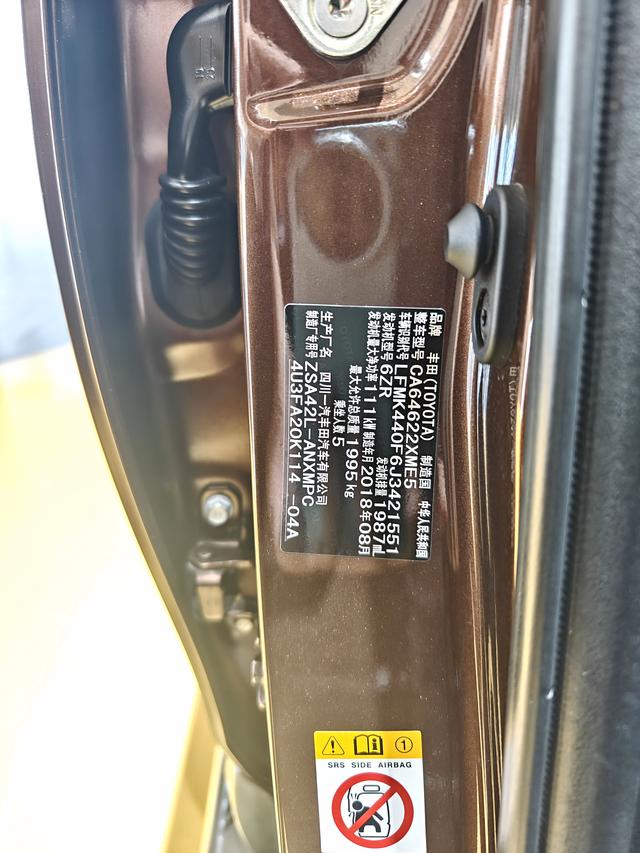 品牌 丰田(TOYOTA) 制造国 中华人民共和国
整车型号 CA64622XME5
车辆识别代号 LFMK440F6J3421551
发动机型号 6ZR 发动机排量 1987mL
发动机最大净功率 111kW 制造年月 2018年08月
最大允许总质量 1995kg
乘坐人数 5
生产厂名 四川一汽丰田汽车有限公司
制造厂专用号 ZSA42L-ANXMPC
4U3FA20K114 -04A
1
SRS SIDE AIRBAG